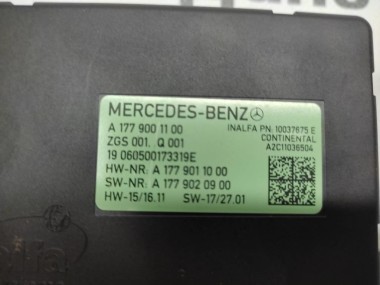 MERCEDES-BENZ
A 177 900 11 00
INALFA PN: 10037675 E
ZGS 001, Q 001
CONTINENTAL
19 060500173319E
A2C11036504
HW-NR: A 177 901 10 00
SW-NR: A 177 902 09 00
HW-15/16.11 SW-17/27.01